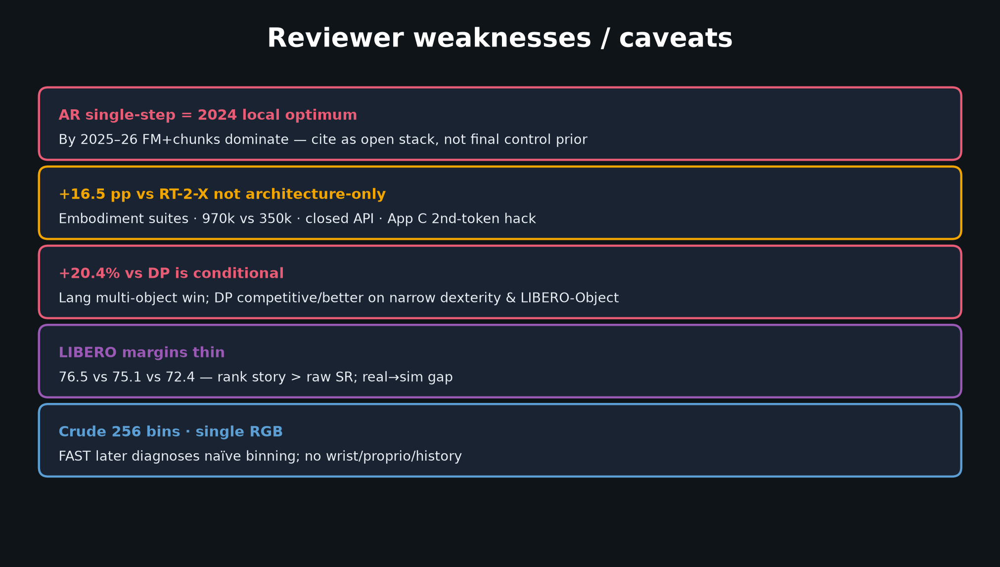 Reviewer weaknesses / caveats
AR single-step = 2024 local optimum
By 2025–26 FM+chunks dominate — cite as open stack, not final control prior
+16.5 pp vs RT-2-X not architecture-only
Embodiment suites · 970k vs 350k · closed API · App C 2nd-token hack
+20.4% vs DP is conditional
Lang multi-object win; DP competitive/better on narrow dexterity & LIBERO-Object
LIBERO margins thin
76.5 vs 75.1 vs 72.4 — rank story > raw SR; real→sim gap
Crude 256 bins · single RGB
FAST later diagnoses naïve binning; no wrist/proprio/history